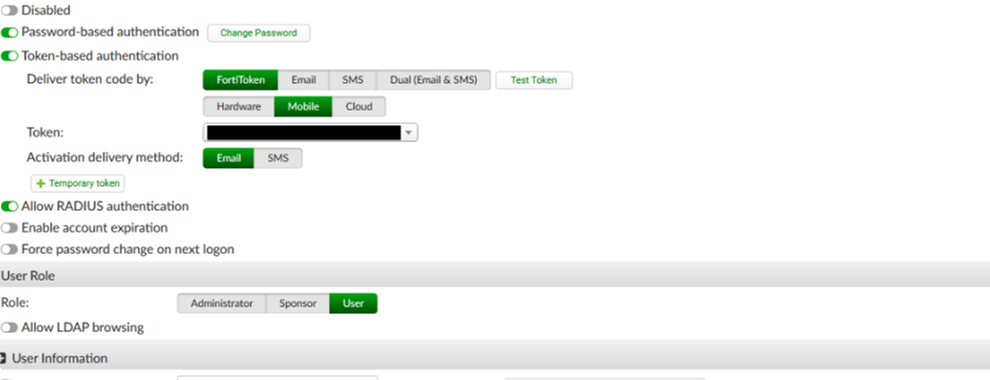 Disabled
Password-based authentication Change Password
Token-based authentication
Deliver token code by: FortiToken Email SMS Dual (Email & SMS) Test Token
Hardware Mobile Cloud
Token:
Activation delivery method: Email SMS
+ Temporary token
Allow RADIUS authentication
Enable account expiration
Force password change on next logon
User Role
Role: Administrator Sponsor User
Allow LDAP browsing
User Information